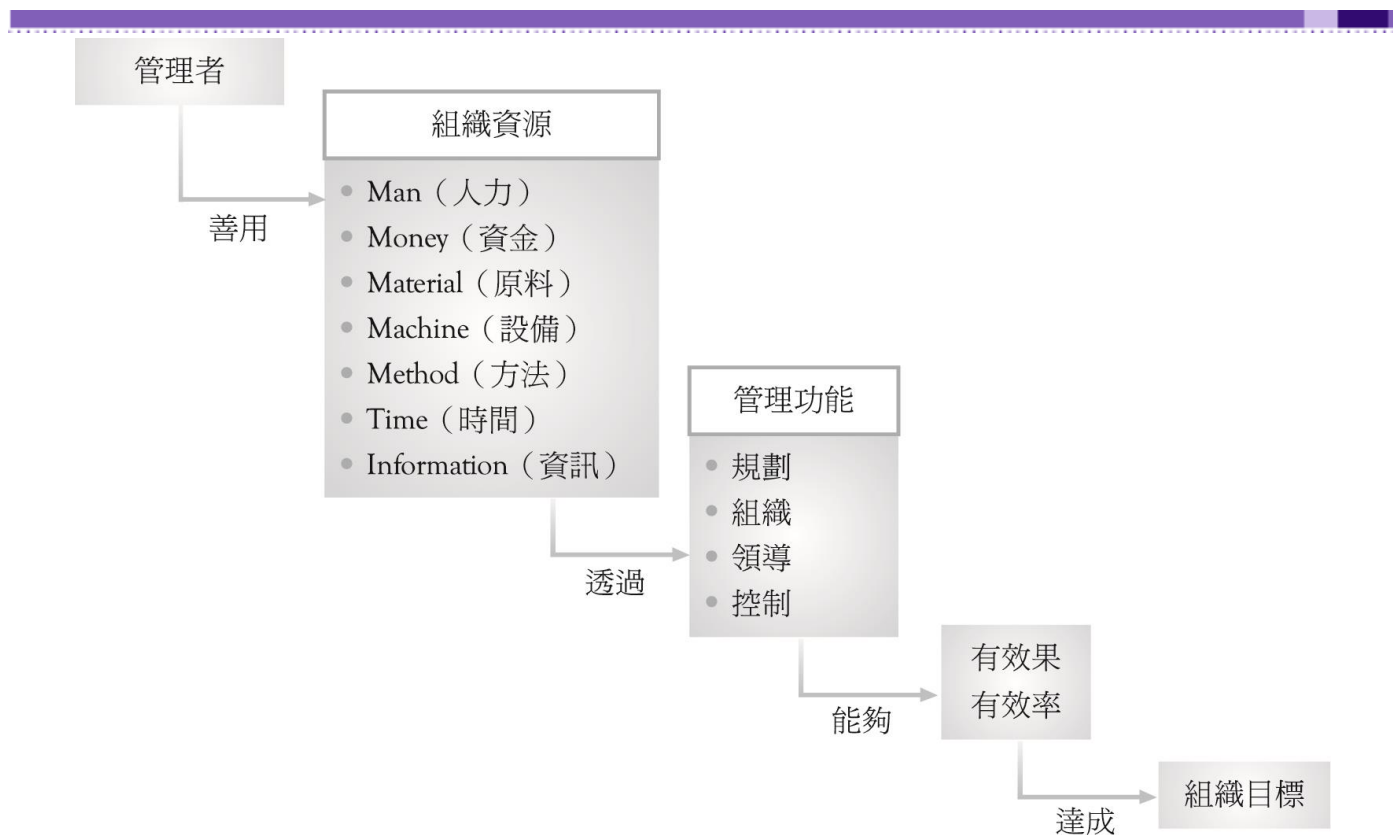 管理者
善用
組織資源
Man（人力）
Money（資金）
Material（原料）
Machine（設備）
Method（方法）
Time（時間）
Information（資訊）
透過
管理功能
規劃
組織
領導
控制
能夠
有效果
有效率
達成
組織目標